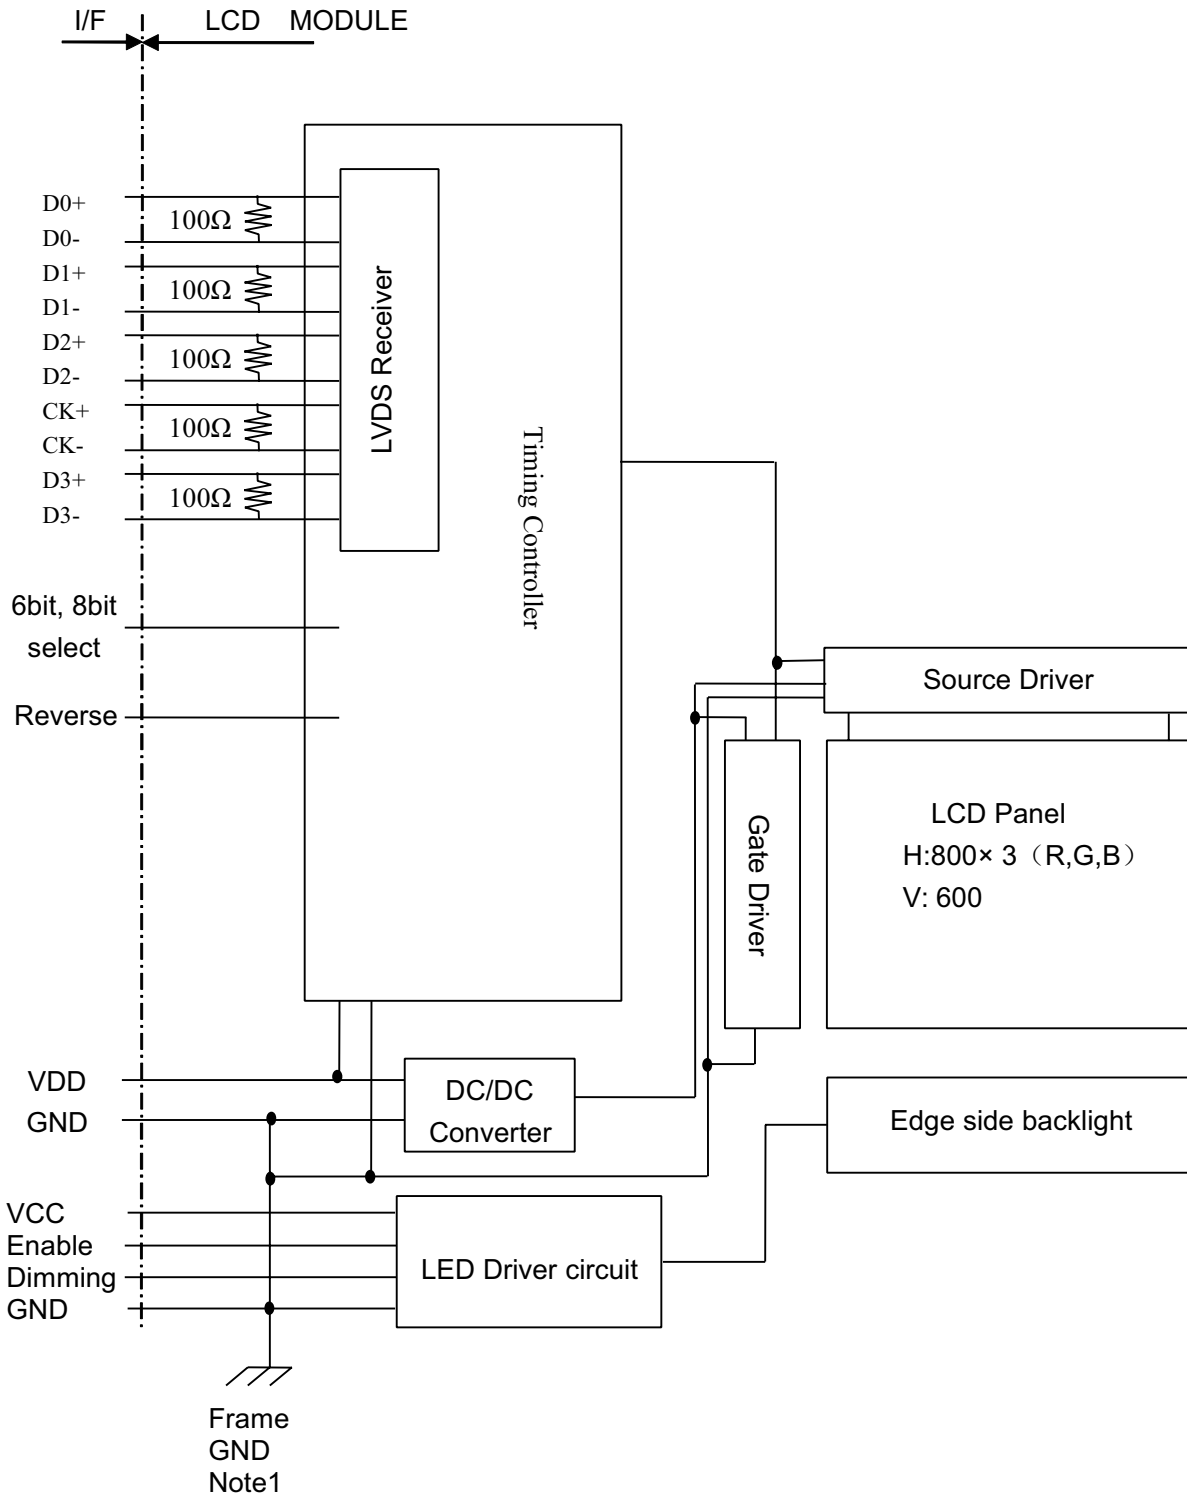 I/F
LCD MODULE
D0+
100Ω
D0-
D1+
100Ω
D1-
D2+
100Ω
D2-
CK+
100Ω
CK-
D3+
100Ω
D3-
LVDS Receiver
Timing Controller
6bit, 8bit
select
Reverse
Source Driver
Gate Driver
LCD Panel
H:800× 3（R,G,B）
V: 600
VDD
GND
DC/DC
Converter
Edge side backlight
VCC
Enable
Dimming
GND
LED Driver circuit
Frame
GND
Note1